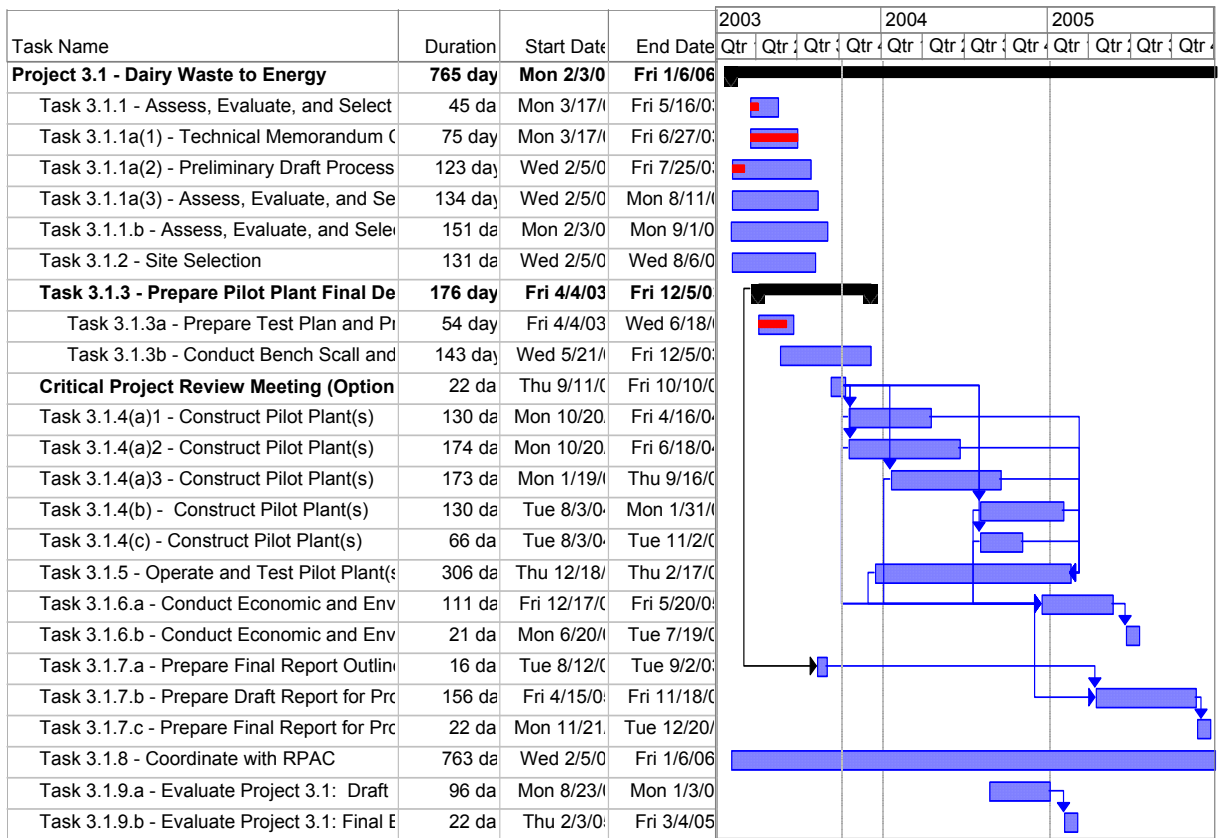 2003 2004 2005
Task Name Duration Start Date End Date Qtr Qtr Qtr Qtr Qtr Qtr Qtr Qtr Qtr Qtr Qtr Qtr
Project 3.1 - Dairy Waste to Energy 765 day Mon 2/3/0 Fri 1/6/06
Task 3.1.1 - Assess, Evaluate, and Select 45 da Mon 3/17/ Fri 5/16/0
Task 3.1.1a(1) - Technical Memorandum 75 day Mon 3/17/ Fri 6/27/0
Task 3.1.1a(2) - Preliminary Draft Process 123 day Wed 2/5/0 Fri 7/25/0
Task 3.1.1a(3) - Assess, Evaluate, and Se 134 day Wed 2/5/0 Mon 8/11/
Task 3.1.1.b - Assess, Evaluate, and Sele 151 da Mon 2/3/0 Mon 9/1/0
Task 3.1.2 - Site Selection 131 da Wed 2/5/0 Wed 8/6/0
Task 3.1.3 - Prepare Pilot Plant Final De 176 day Fri 4/4/03 Fri 12/5/0
Task 3.1.3a - Prepare Test Plan and Pr 54 day Fri 4/4/03 Wed 6/18/
Task 3.1.3b - Conduct Bench Scall and 143 day Wed 5/21/ Fri 12/5/0
Critical Project Review Meeting (Option 22 da Thu 9/11/ Fri 10/10/
Task 3.1.4(a)1 - Construct Pilot Plant(s) 130 da Mon 10/20 Fri 4/16/0
Task 3.1.4(a)2 - Construct Pilot Plant(s) 174 da Mon 10/20 Fri 6/18/0
Task 3.1.4(a)3 - Construct Pilot Plant(s) 173 da Mon 1/19/ Thu 9/16/0
Task 3.1.4(b) - Construct Pilot Plant(s) 130 da Tue 8/3/0 Mon 1/31/
Task 3.1.4(c) - Construct Pilot Plant(s) 66 da Tue 8/3/0 Tue 11/2/0
Task 3.1.5 - Operate and Test Pilot Plant(s 306 da Thu 12/18/ Thu 2/17/0
Task 3.1.6.a - Conduct Economic and Env 111 da Fri 12/17/ Fri 5/20/0
Task 3.1.6.b - Conduct Economic and Env 21 da Mon 6/20/ Tue 7/19/0
Task 3.1.7.a - Prepare Final Report Outlin 16 da Tue 8/12/ Tue 9/2/0
Task 3.1.7.b - Prepare Draft Report for Pro 156 da Fri 4/15/0 Fri 11/18/
Task 3.1.7.c - Prepare Final Report for Pro 22 da Mon 11/21 Tue 12/20/
Task 3.1.8 - Coordinate with RPAC 763 da Wed 2/5/0 Fri 1/6/06
Task 3.1.9.a - Evaluate Project 3.1: Draft 96 da Mon 8/23/ Mon 1/3/0
Task 3.1.9.b - Evaluate Project 3.1: Final 22 da Thu 2/3/0 Fri 3/4/05